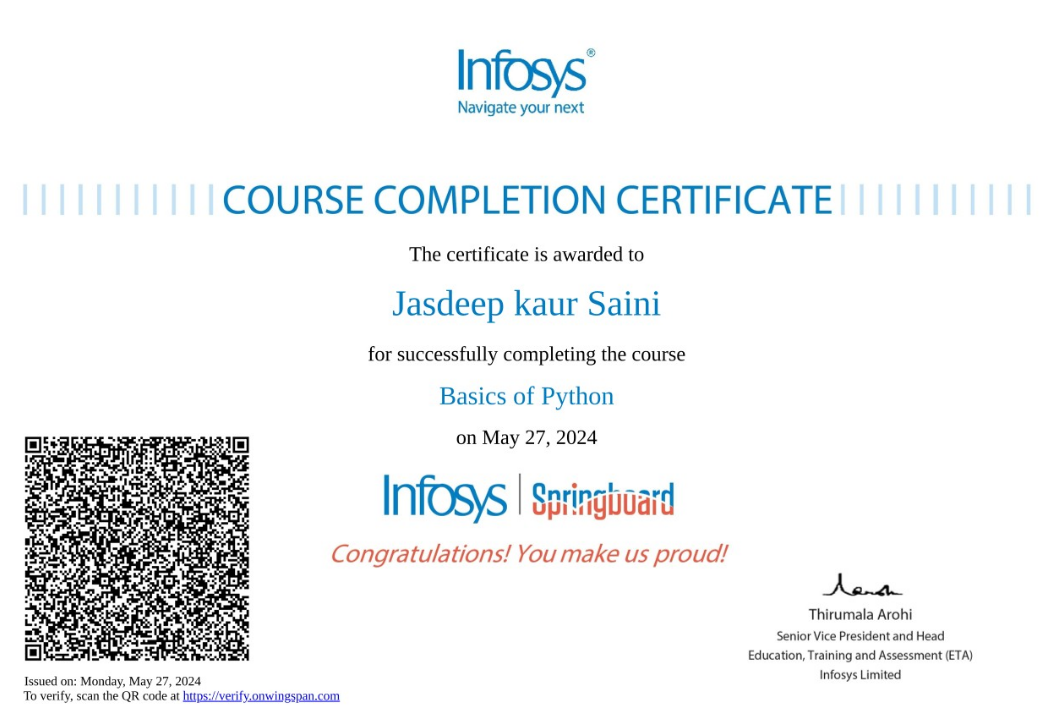 Infosys®
Navigate your next
COURSE COMPLETION CERTIFICATE
The certificate is awarded to
Jasdeep kaur Saini
for successfully completing the course
Basics of Python
on May 27, 2024
Infosys | Springboard
Congratulations! You make us proud!
Thirumala Arohi
Senior Vice President and Head
Education, Training and Assessment (ETA)
Infosys Limited
Issued on: Monday, May 27, 2024
To verify, scan the QR code at https://verify.onwingspan.com